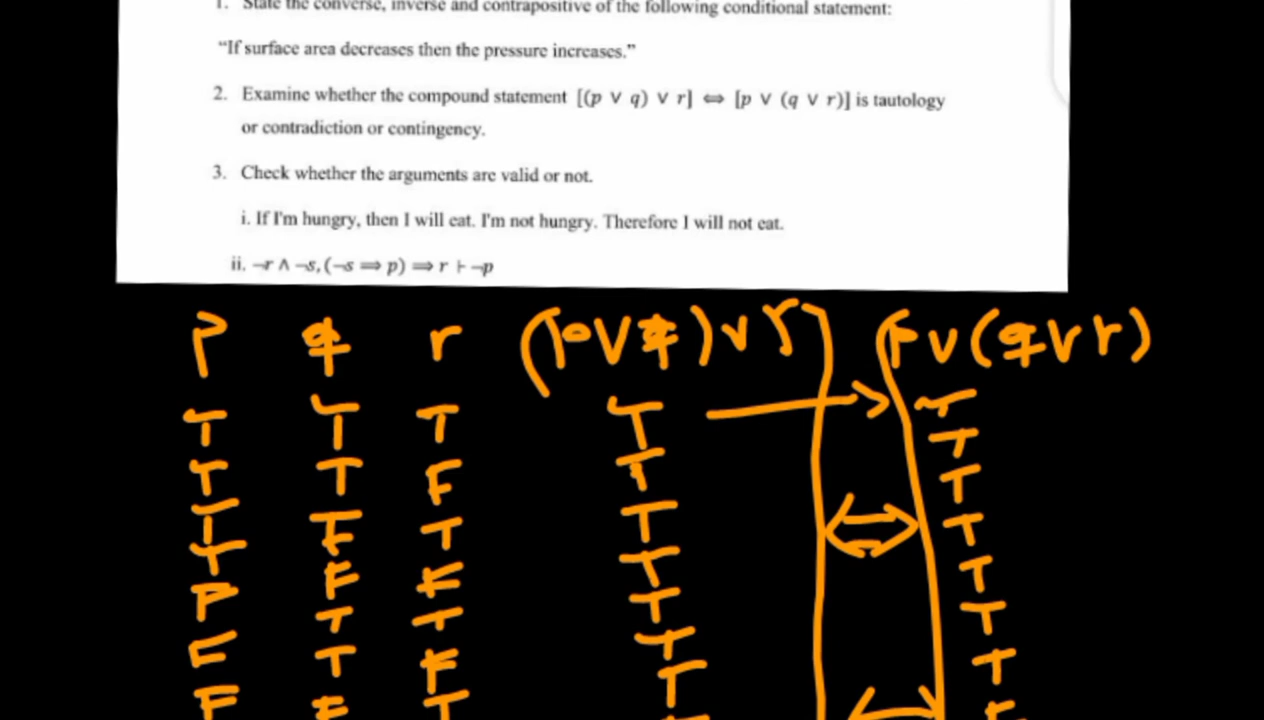 1. State the converse, inverse and contrapositive of the following conditional statement:
“If surface area decreases then the pressure increases.”
2. Examine whether the compound statement [(p ∨ q) ∨ r] ⇔ [p ∨ (q ∨ r)] is tautology
or contradiction or contingency.
3. Check whether the arguments are valid or not.
i. If I'm hungry, then I will eat. I'm not hungry. Therefore I will not eat.
ii. ¬r ∧ ¬s, (¬s ⟹ p) ⟹ r ⊢ ¬p
P q r (p∨q)∨r] [p∨(q∨r)
T T T T → T
T T F T T
T F T T ⇔ T
T F F T T
F T T T T
F T F T T
F F T T T